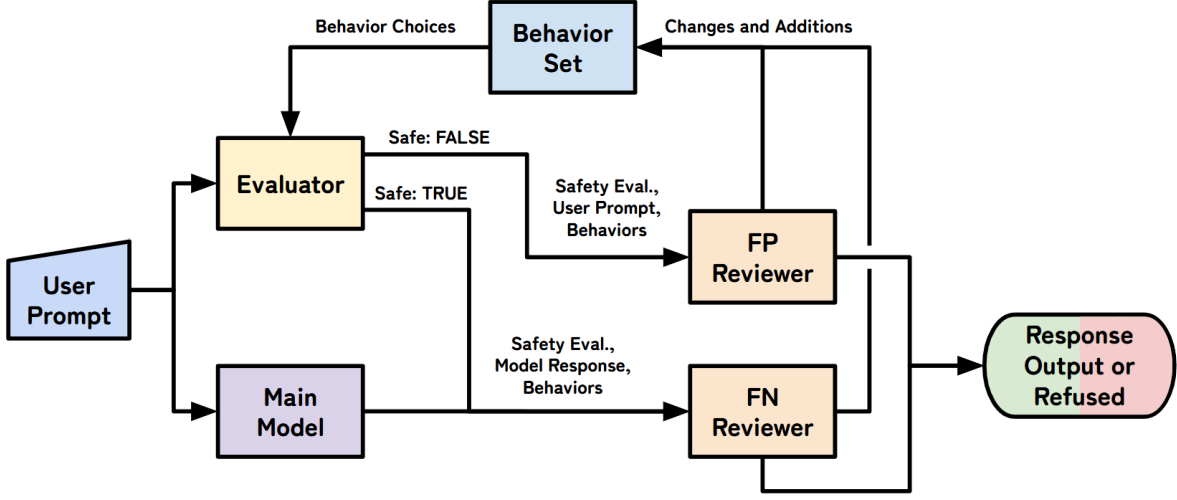 Behavior Choices
Behavior
Set
Changes and Additions
Safe: FALSE
Evaluator
Safe: TRUE
Safety Eval.,
User Prompt,
Behaviors
FP
Reviewer
User
Prompt
Safety Eval.,
Model Response,
Behaviors
Main
Model
FN
Reviewer
Response
Output or
Refused